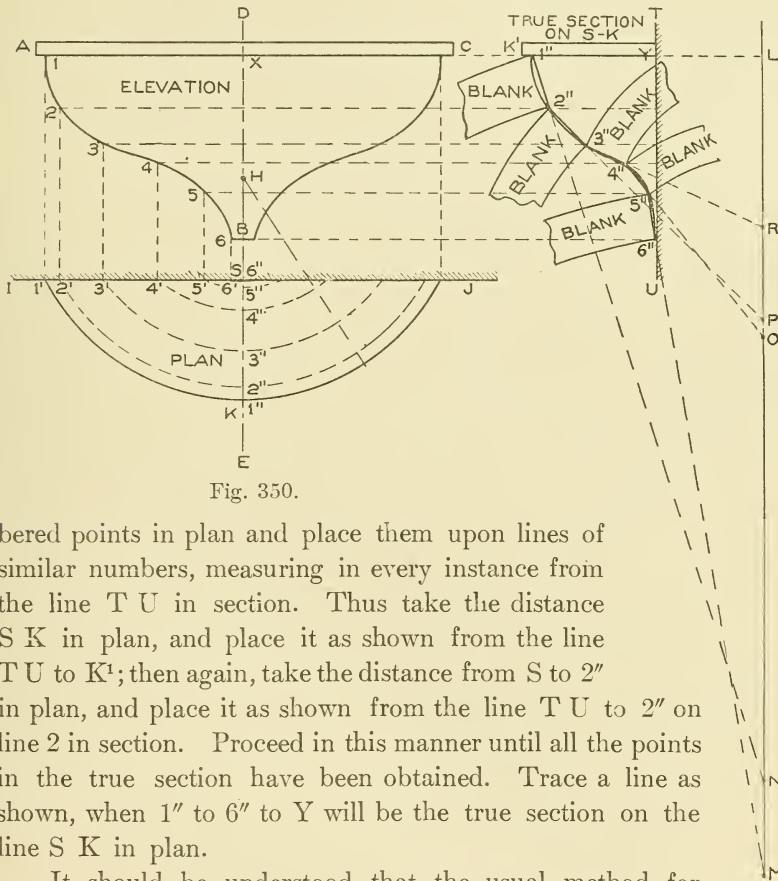 D
T
TRUE SECTION
ON S-K
A
C
K' 1"
Y
L
1
X
ELEVATION
BLANK
2
2"
BLANK
3
3"
BLANK
4
4"
BLANK
H
5
5"
BLANK
R
6
B
6"
S 6"
I 1' 2' 3' 4' 5' 6'
5"
J
U
4"
P
O
PLAN
3"
2"
K 1"
E
Fig. 350.
bered points in plan and place them upon lines of
similar numbers, measuring in every instance from
the line T U in section. Thus take the distance
S K in plan, and place it as shown from the line
T U to K¹; then again, take the distance from S to 2″
in plan, and place it as shown from the line T U to 2″ on
line 2 in section. Proceed in this manner until all the points
in the true section have been obtained. Trace a line as
shown, when 1″ to 6″ to Y will be the true section on the
line S K in plan.
N
It should be understood that the usual method for